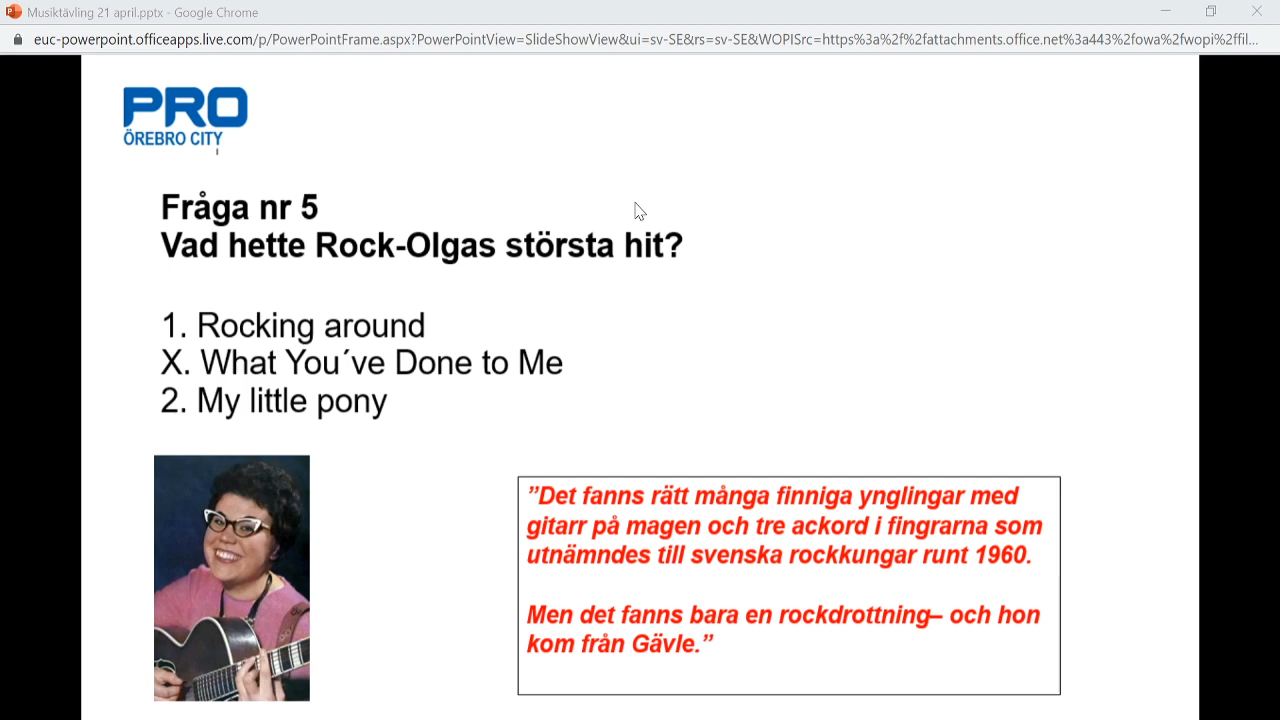 Musiktävling 21 april.pptx - Google Chrome
euc-powerpoint.officeapps.live.com/p/PowerPointFrame.aspx?PowerPointView=SlideShowView&ui=sv-SE&rs=sv-SE&WOPISrc=https%3a%2f%2fattachments.office.net%3a443%2fowa%2fwopi%2ffil...
PRO
ÖREBRO CITY
Fråga nr 5
Vad hette Rock-Olgas största hit?
1. Rocking around
X. What You´ve Done to Me
2. My little pony
”Det fanns rätt många finniga ynglingar med
gitarr på magen och tre ackord i fingrarna som
utnämndes till svenska rockkungar runt 1960.
Men det fanns bara en rockdrottning– och hon
kom från Gävle.”